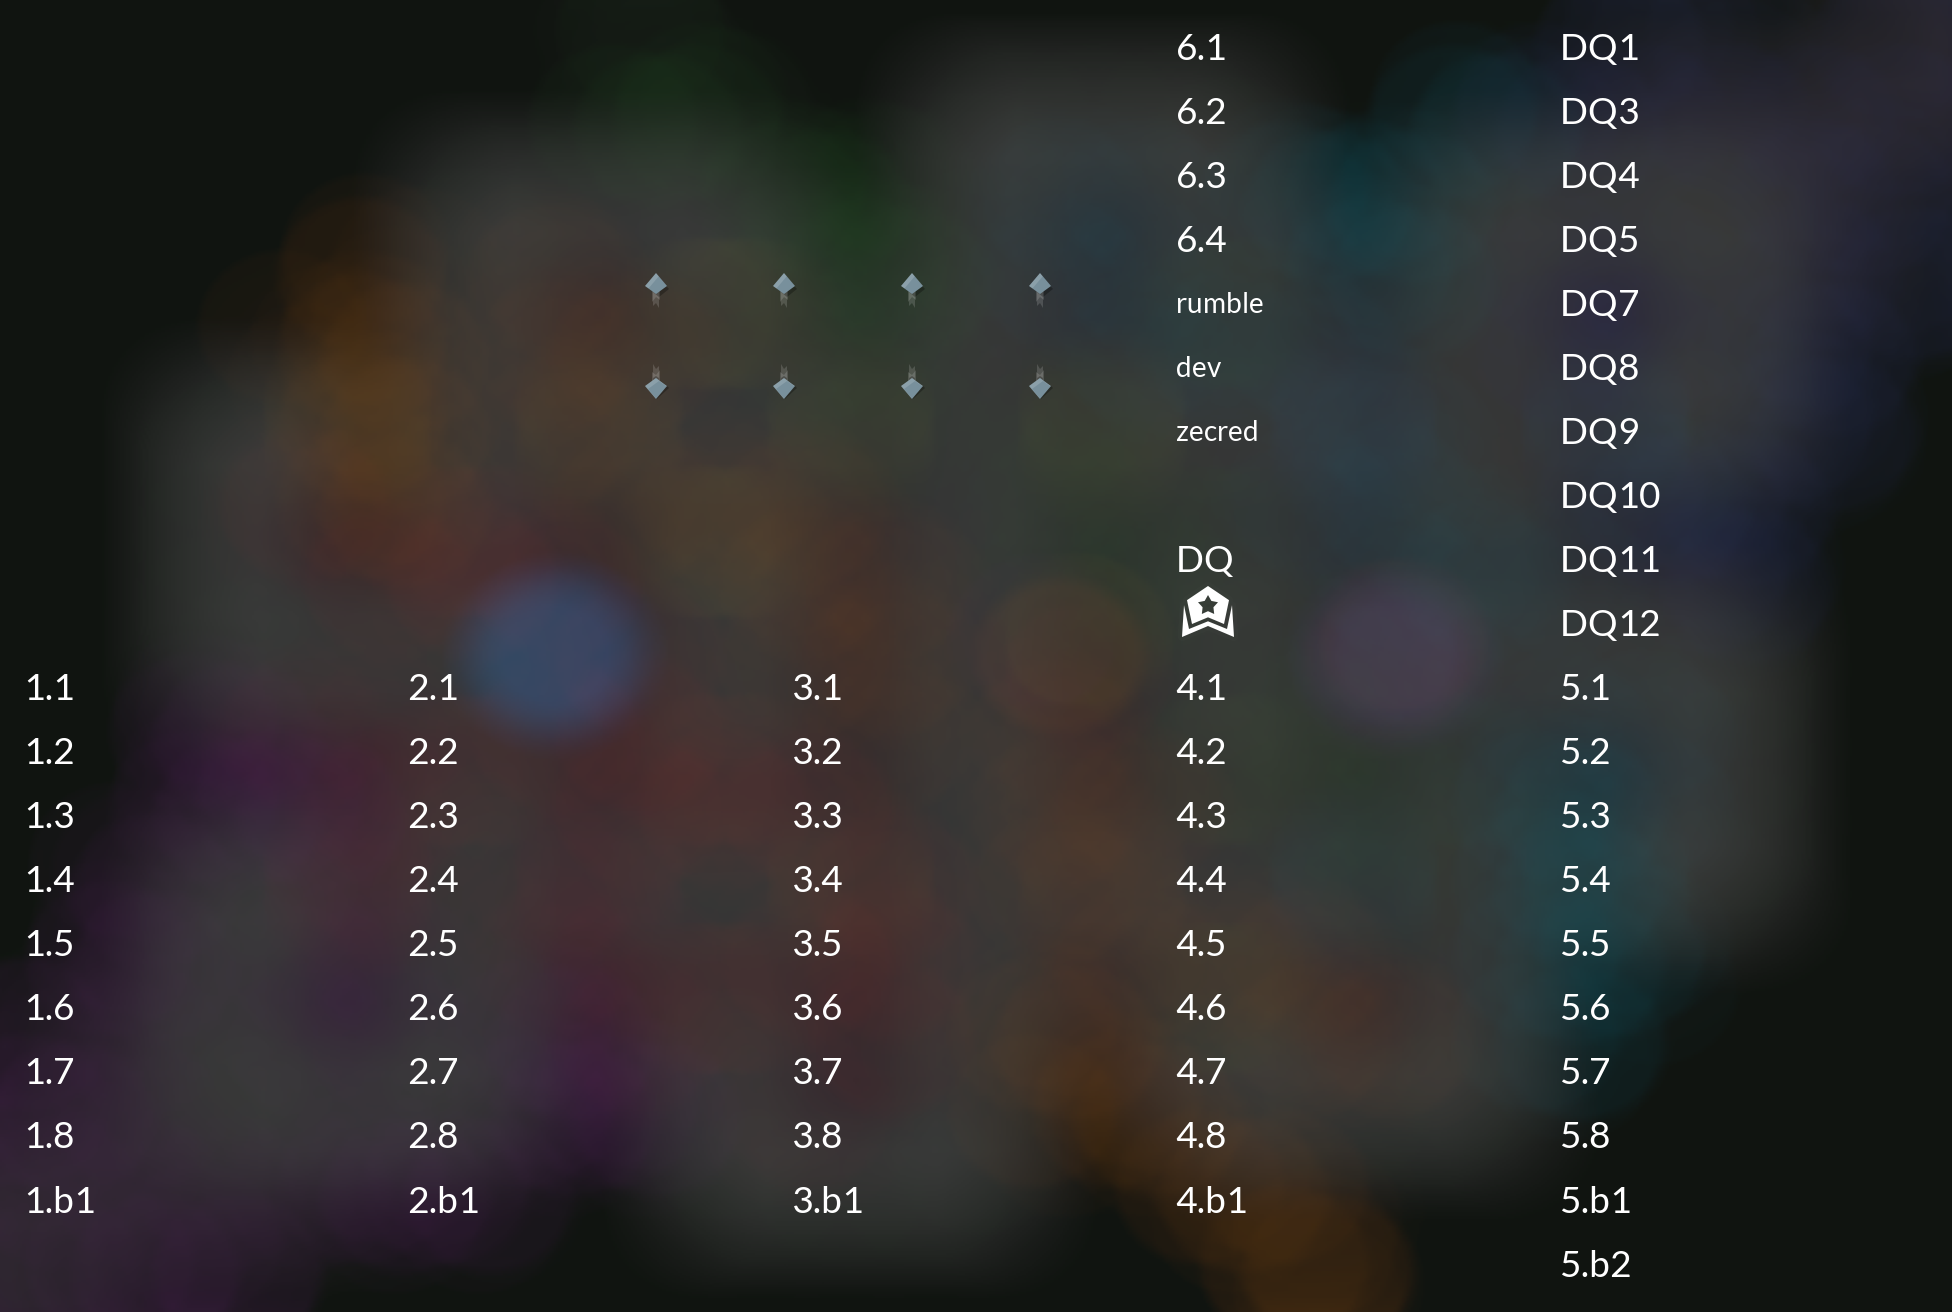 6.1 DQ1
6.2 DQ3
6.3 DQ4
6.4 DQ5
rumble DQ7
dev DQ8
zecred DQ9
DQ10
DQ DQ11
DQ12
1.1 2.1 3.1 4.1 5.1
1.2 2.2 3.2 4.2 5.2
1.3 2.3 3.3 4.3 5.3
1.4 2.4 3.4 4.4 5.4
1.5 2.5 3.5 4.5 5.5
1.6 2.6 3.6 4.6 5.6
1.7 2.7 3.7 4.7 5.7
1.8 2.8 3.8 4.8 5.8
1.b1 2.b1 3.b1 4.b1 5.b1
5.b2